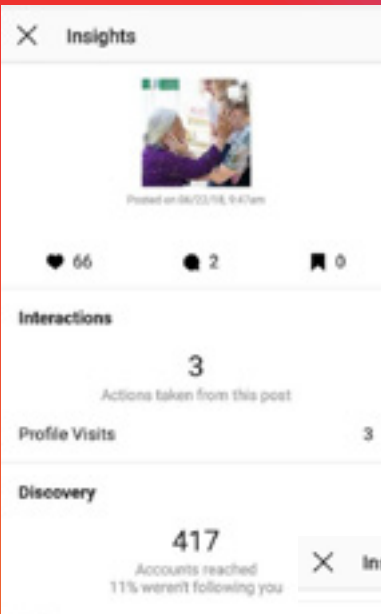 Insights
Posted on 06/22/18, 9:47am
66 2 0
Interactions
3
Actions taken from this post
Profile Visits 3
Discovery
417
Accounts reached
11% weren't following you